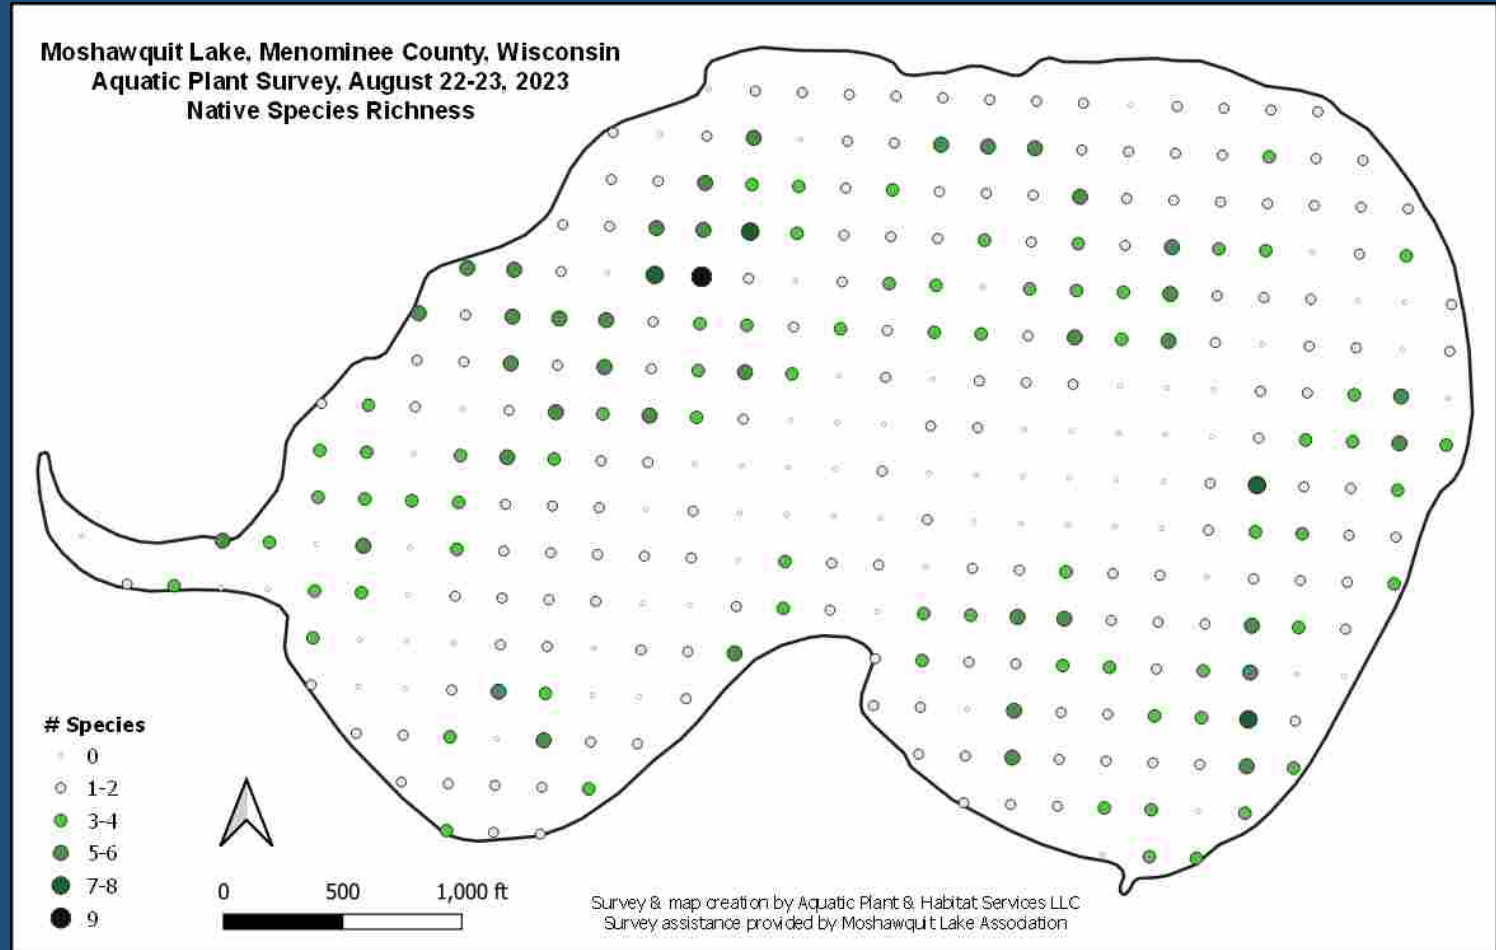 Moshawquit Lake, Menominee County, Wisconsin
Aquatic Plant Survey, August 22-23, 2023
Native Species Richness
# Species
0
1-2
3-4
5-6
7-8
9
0 500 1,000 ft
Survey & map creation by Aquatic Plant & Habitat Services LLC
Survey assistance provided by Moshawquit Lake Association